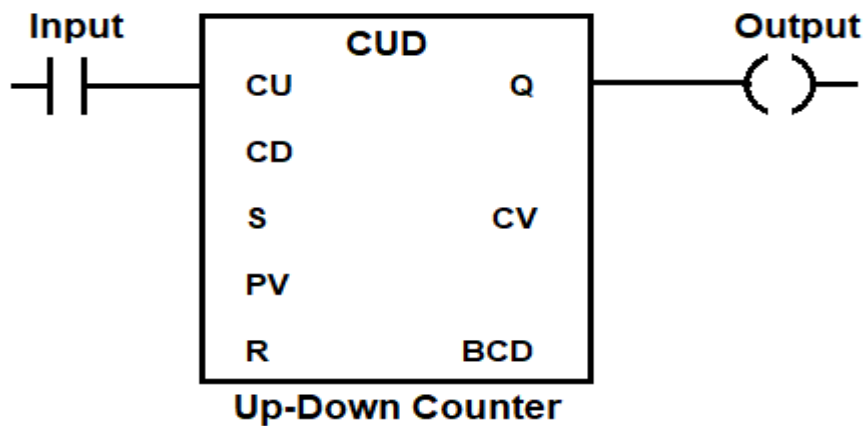 Input
Output
CUD
CU
Q
CD
S
CV
PV
R
BCD
Up-Down Counter